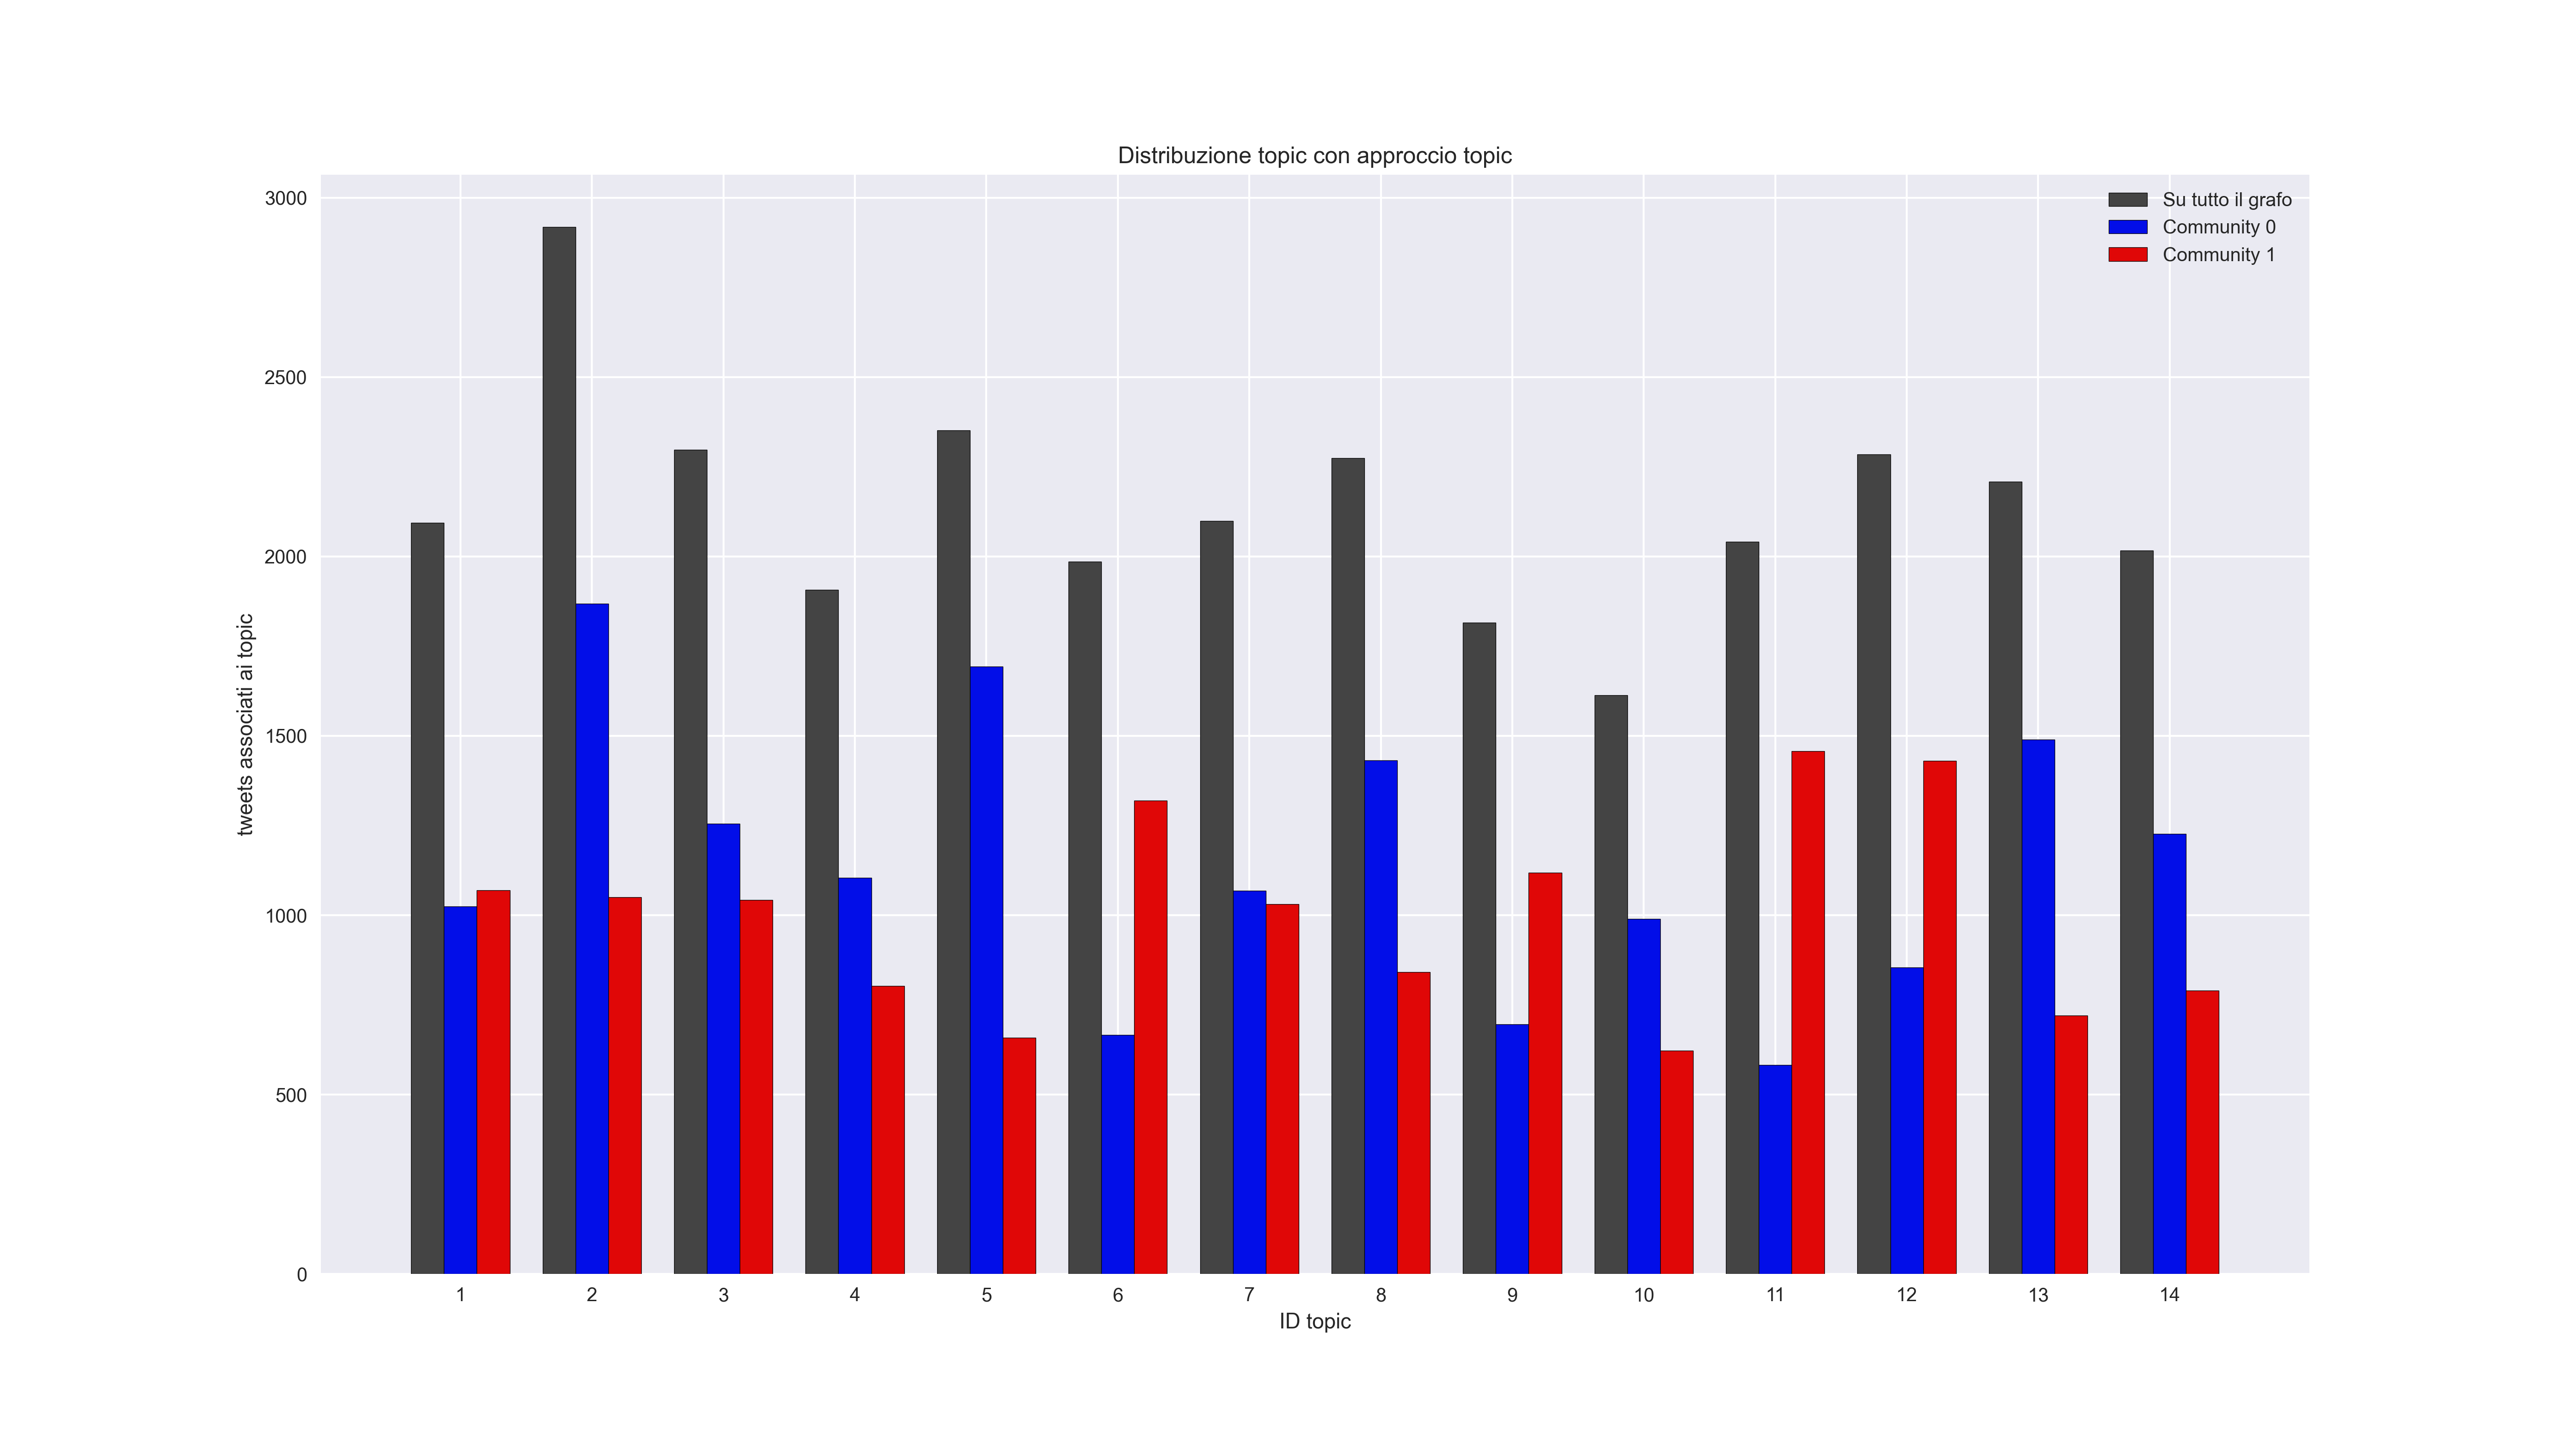 Distribuzione topic con approccio topic
Su tutto il grafo
Community 0
Community 1
3000
2500
2000
1500
1000
500
0
tweets associati ai topic
1 2 3 4 5 6 7 8 9 10 11 12 13 14
ID topic